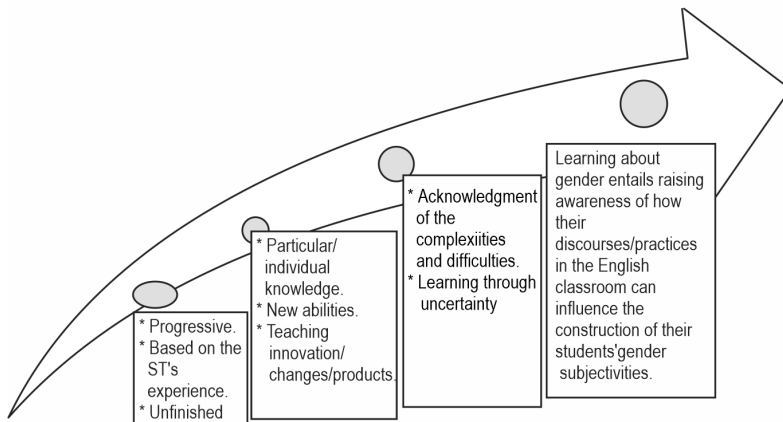 * Progressive.
* Based on the
ST's
experience.
* Unfinished
* Particular/
individual
knowledge.
* New abilities.
* Teaching
innovation/
changes/products.
* Acknowledgment
of the
complexiities
and difficulties.
* Learning through
uncertainty
Learning about
gender entails raising
awareness of how
their
discourses/practices
in the English
classroom can
influence the
construction of their
students'gender
subjectivities.